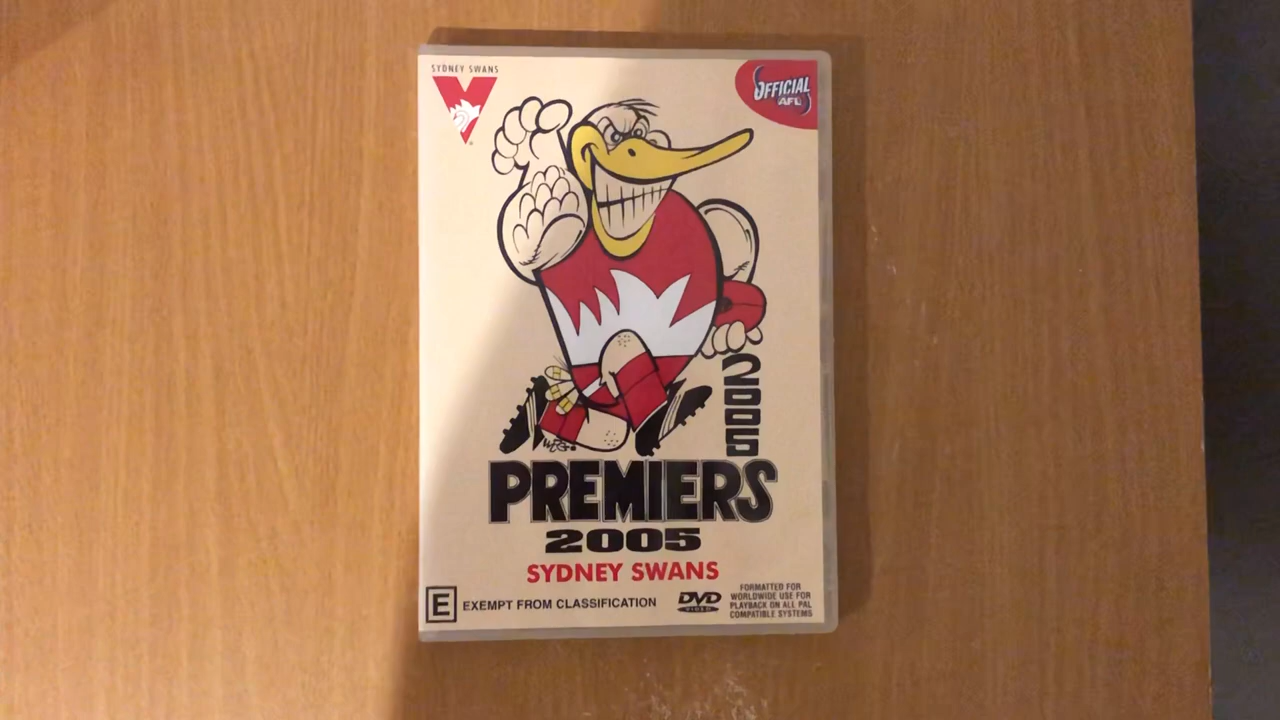 SYDNEY SWANS
OFFICIAL
AFL
WEG
PREMIERS
2005
SYDNEY SWANS
E EXEMPT FROM CLASSIFICATION
DVD
VIDEO
FORMATTED FOR
WORLDWIDE USE FOR
PLAYBACK ON ALL PAL
COMPATIBLE SYSTEMS